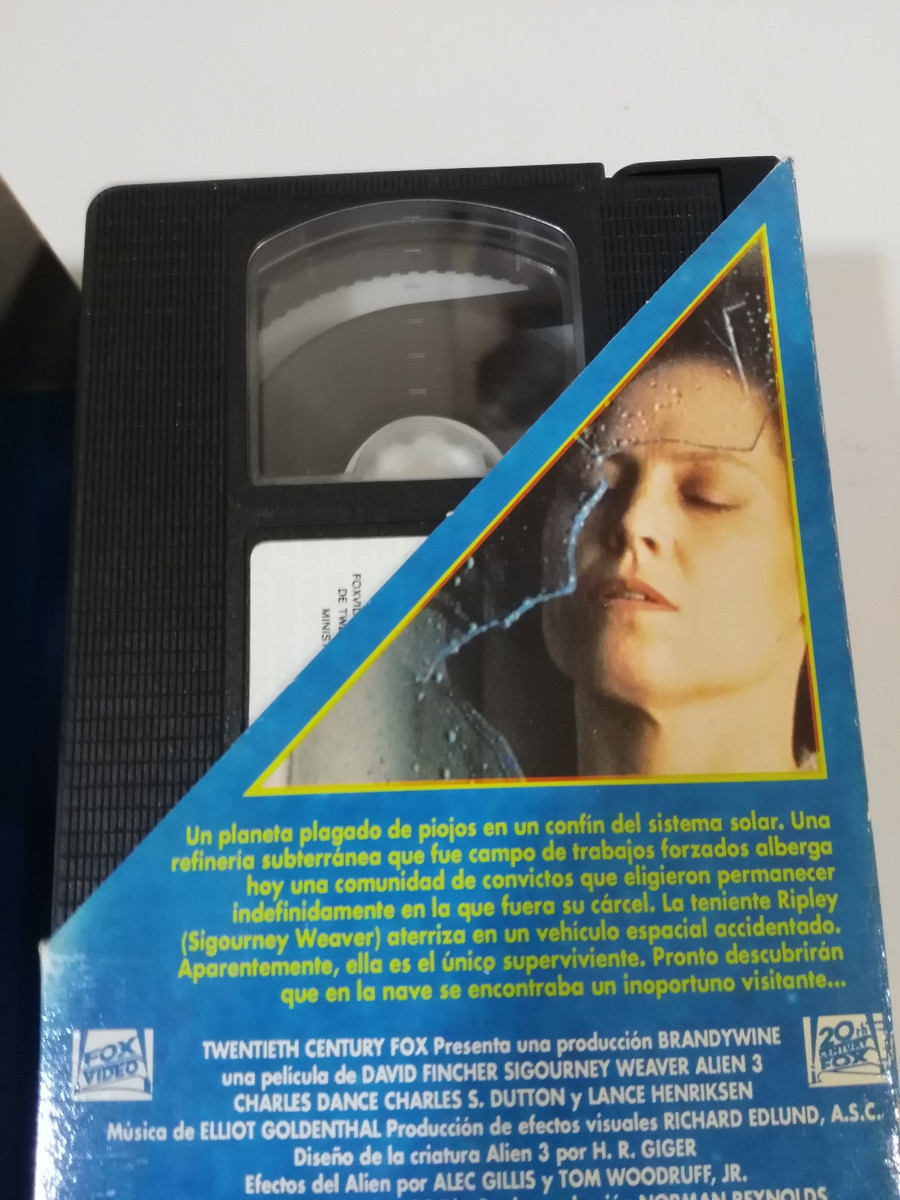 FOXVID
DE TWE
MINIS
Un planeta plagado de piojos en un confín del sistema solar. Una
refinería subterránea que fue campo de trabajos forzados alberga
hoy una comunidad de convictos que eligieron permanecer
indefinidamente en la que fuera su cárcel. La teniente Ripley
(Sigourney Weaver) aterriza en un vehículo espacial accidentado.
Aparentemente, ella es el único superviviente. Pronto descubrirán
que en la nave se encontraba un inoportuno visitante...
FOX
VIDEO
20th
CENTURY
FOX
TWENTIETH CENTURY FOX Presenta una producción BRANDYWINE
una película de DAVID FINCHER SIGOURNEY WEAVER ALIEN 3
CHARLES DANCE CHARLES S. DUTTON y LANCE HENRIKSEN
Música de ELLIOT GOLDENTHAL Producción de efectos visuales RICHARD EDLUND, A.S.C.
Diseño de la criatura Alien 3 por H. R. GIGER
Efectos del Alien por ALEC GILLIS y TOM WOODRUFF, JR.
NORMAN REYNOLDS